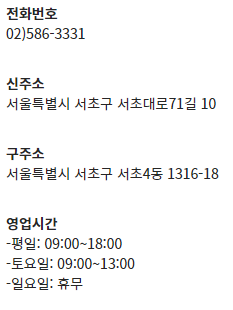 전화번호
02)586-3331
신주소
서울특별시 서초구 서초대로71길 10
구주소
서울특별시 서초구 서초4동 1316-18
영업시간
-평일: 09:00~18:00
-토요일: 09:00~13:00
-일요일: 휴무